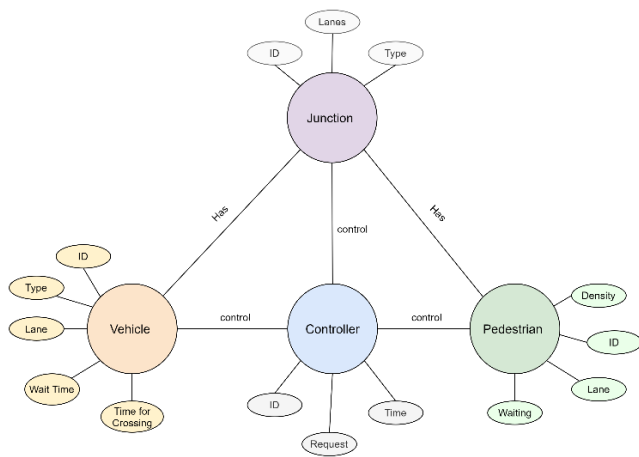 Lanes
ID
Type
Junction
Has
control
Has
ID
Type
Lane
Wait Time
Time for
Crossing
Vehicle
control
Controller
control
Pedestrian
Density
ID
Lane
Waiting
ID
Time
Request